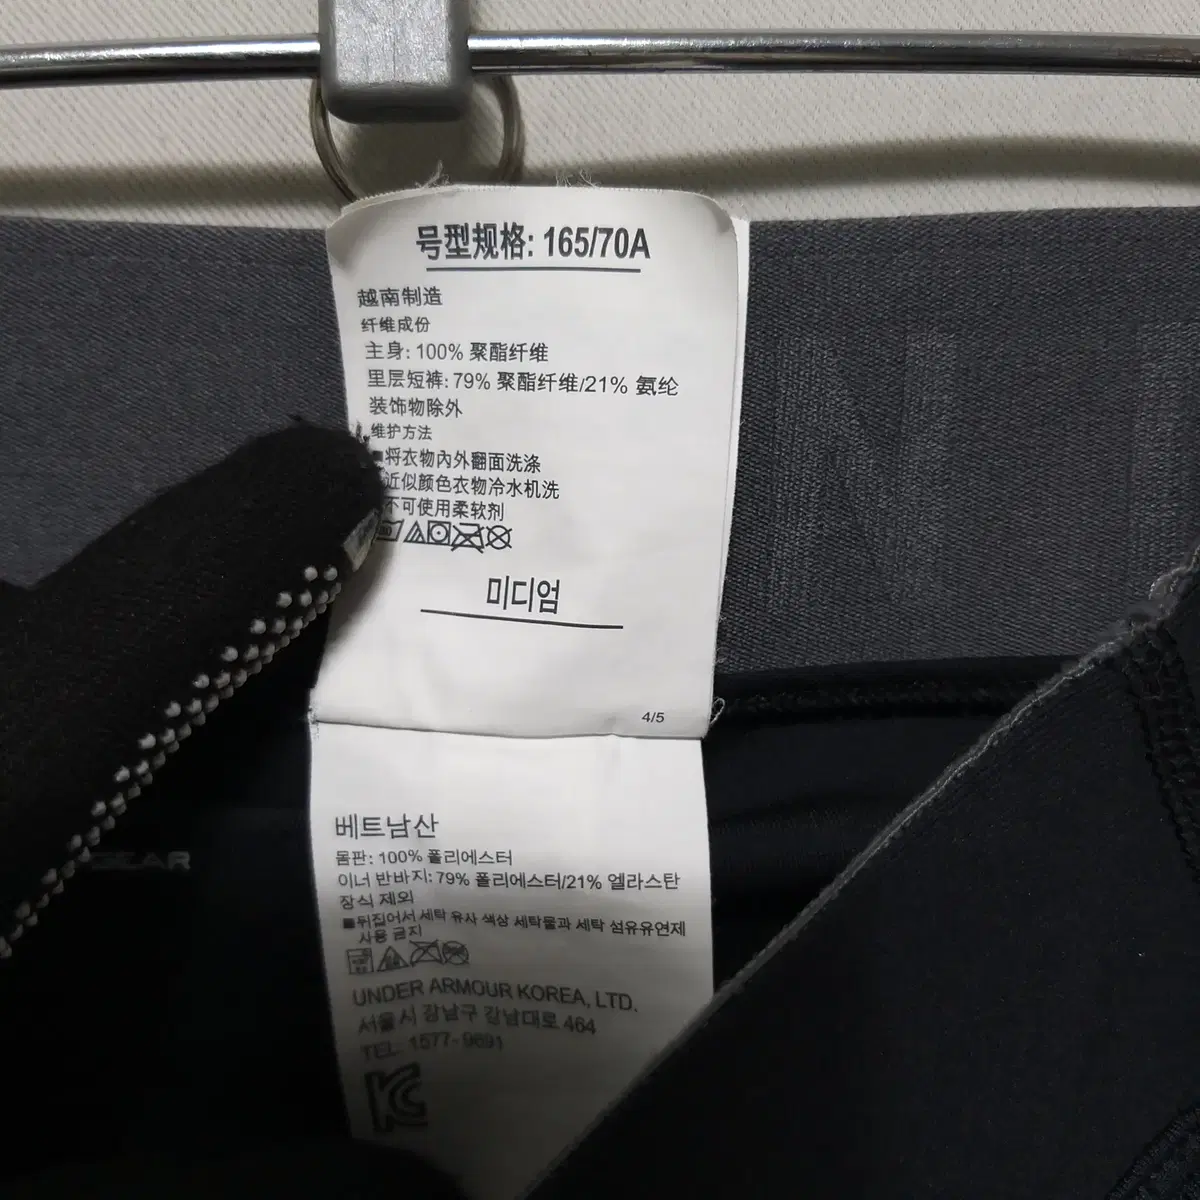 号型规格: 165/70A
越南制造
纤维成份
主身: 100% 聚酯纤维
里层短裤: 79% 聚酯纤维/21% 氨纶
装饰物除外
维护方法
■将衣物内外翻面洗涤
近似颜色衣物冷水机洗
不可使用柔软剂
미디엄
4/5
베트남산
몸판: 100% 폴리에스터
이너 반바지: 79% 폴리에스터/21% 엘라스탄
장식 제외
■뒤집어서 세탁 유사 색상 세탁물과 세탁 섬유유연제
사용 금지
UNDER ARMOUR KOREA, LTD.
서울시 강남구 강남대로 464
TEL: 1577-9691
KC